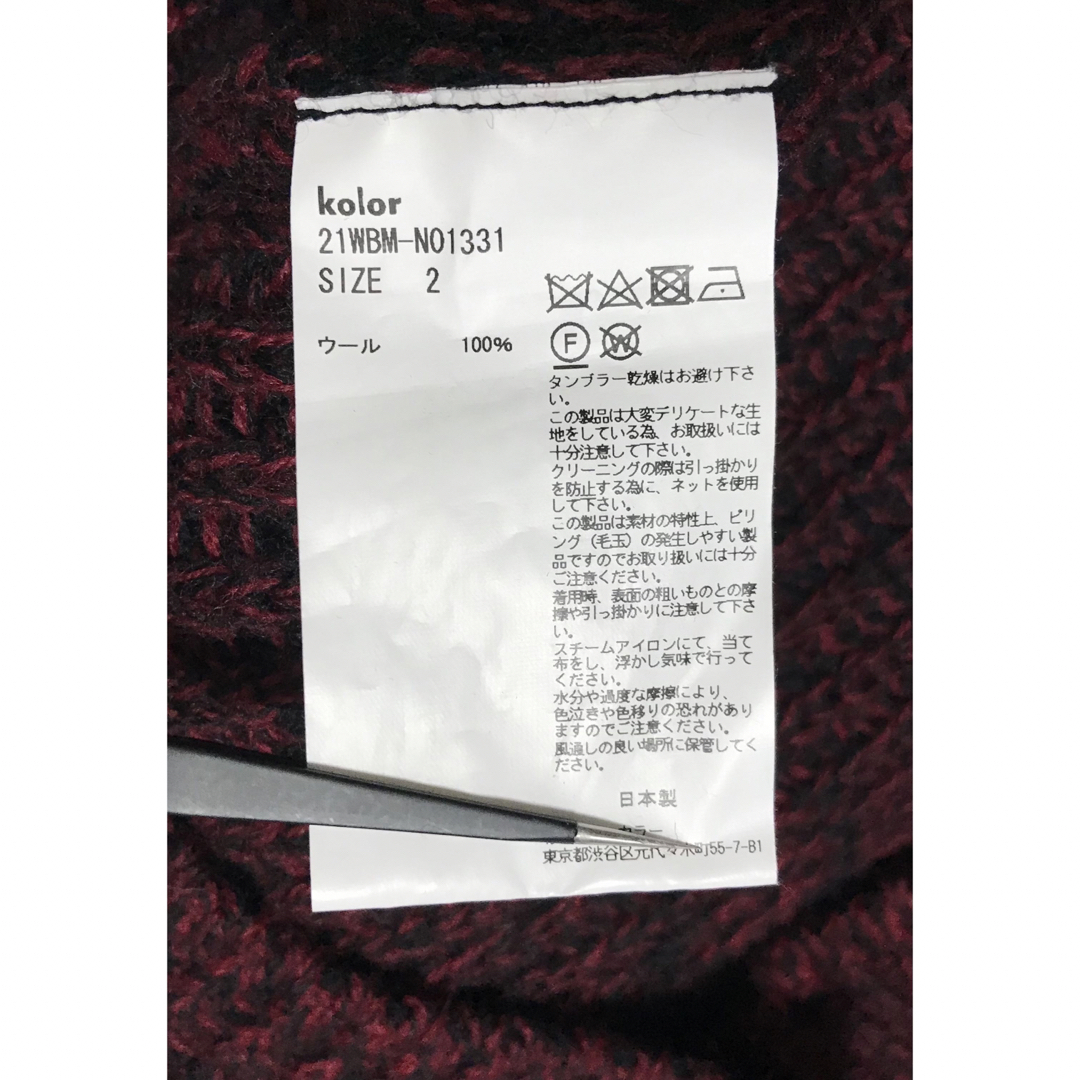 kolor
21WBM-N01331
SIZE 2
ウール 100%
F
W
タンブラー乾燥はお避け下さ
い。
この製品は大変デリケートな生
地をしている為、お取扱いには
十分注意して下さい。
クリーニングの際は引っ掛かり
を防止する為に、ネットを使用
して下さい。
この製品は素材の特性上、ピリ
ング(毛玉)の発生しやすい製
品ですのでお取り扱いには十分
ご注意ください。
着用時、表面の粗いものとの摩
擦や引っ掛かりに注意して下さ
い。
スチームアイロンにて、当て
布をし、浮かし気味で行って
ください。
水分や過度な摩擦により、
色泣きや色移りの恐れがあり
ますのでご注意ください。
風通しの良い場所に保管してく
ださい。
日本製
カラー
東京都渋谷区元代々木町55-7-B1